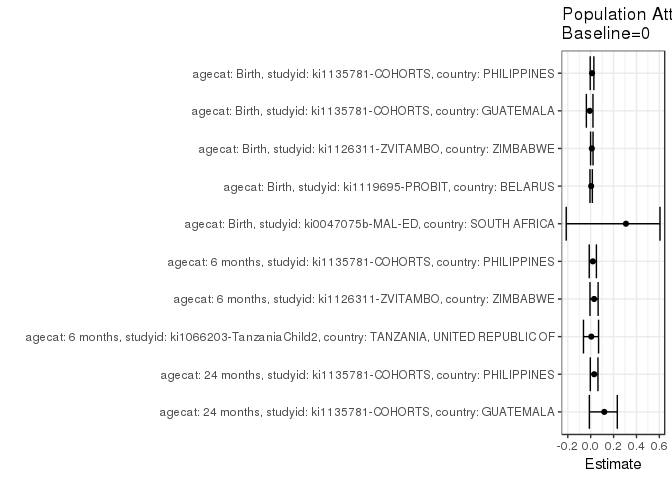 Population Att
Baseline=0
agecat: Birth, studyid: ki1135781-COHORTS, country: PHILIPPINES
agecat: Birth, studyid: ki1135781-COHORTS, country: GUATEMALA
agecat: Birth, studyid: ki1126311-ZVITAMBO, country: ZIMBABWE
agecat: Birth, studyid: ki1119695-PROBIT, country: BELARUS
agecat: Birth, studyid: ki0047075b-MAL-ED, country: SOUTH AFRICA
agecat: 6 months, studyid: ki1135781-COHORTS, country: PHILIPPINES
agecat: 6 months, studyid: ki1126311-ZVITAMBO, country: ZIMBABWE
agecat: 6 months, studyid: ki1066203-TanzaniaChild2, country: TANZANIA, UNITED REPUBLIC OF
agecat: 24 months, studyid: ki1135781-COHORTS, country: PHILIPPINES
agecat: 24 months, studyid: ki1135781-COHORTS, country: GUATEMALA
-0.2 0.0 0.2 0.4 0.6
Estimate